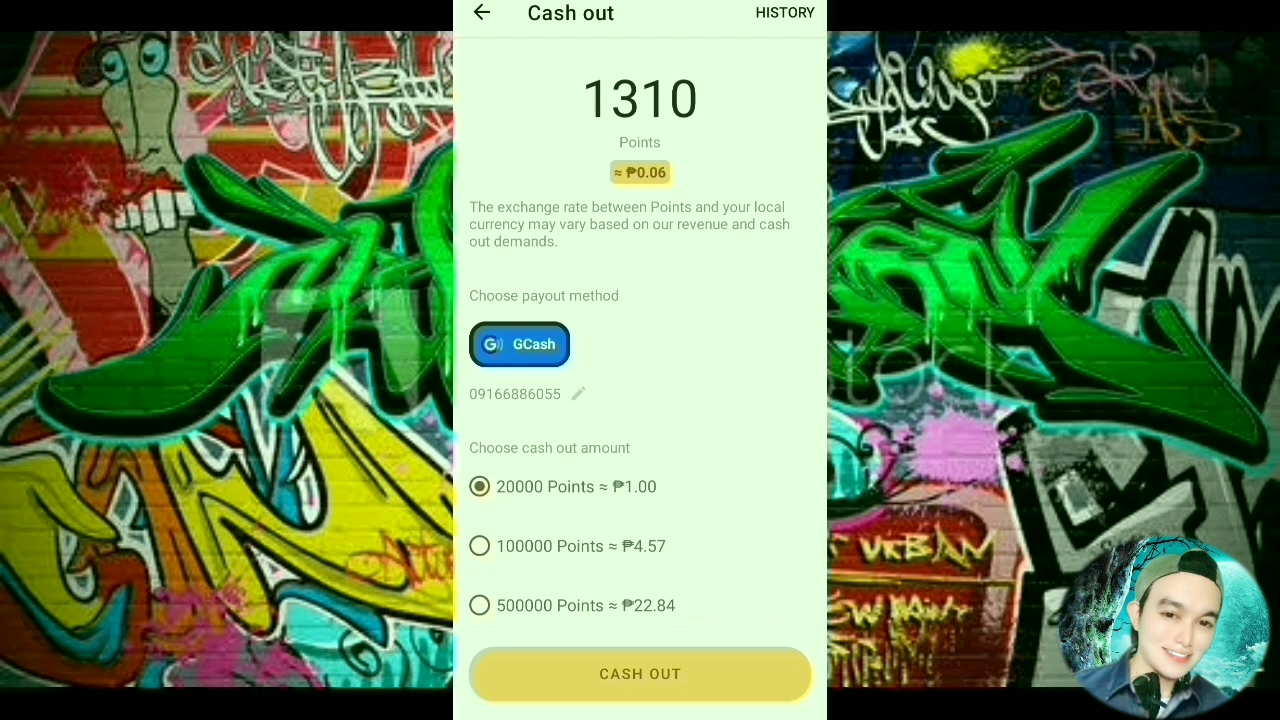 Cash out
HISTORY
1310
Points
≈ ₱0.06
The exchange rate between Points and your local
currency may vary based on our revenue and cash
out demands.
Choose payout method
GCash
09166886055
Choose cash out amount
20000 Points ≈ ₱1.00
100000 Points ≈ ₱4.57
500000 Points ≈ ₱22.84
CASH OUT
URBAN